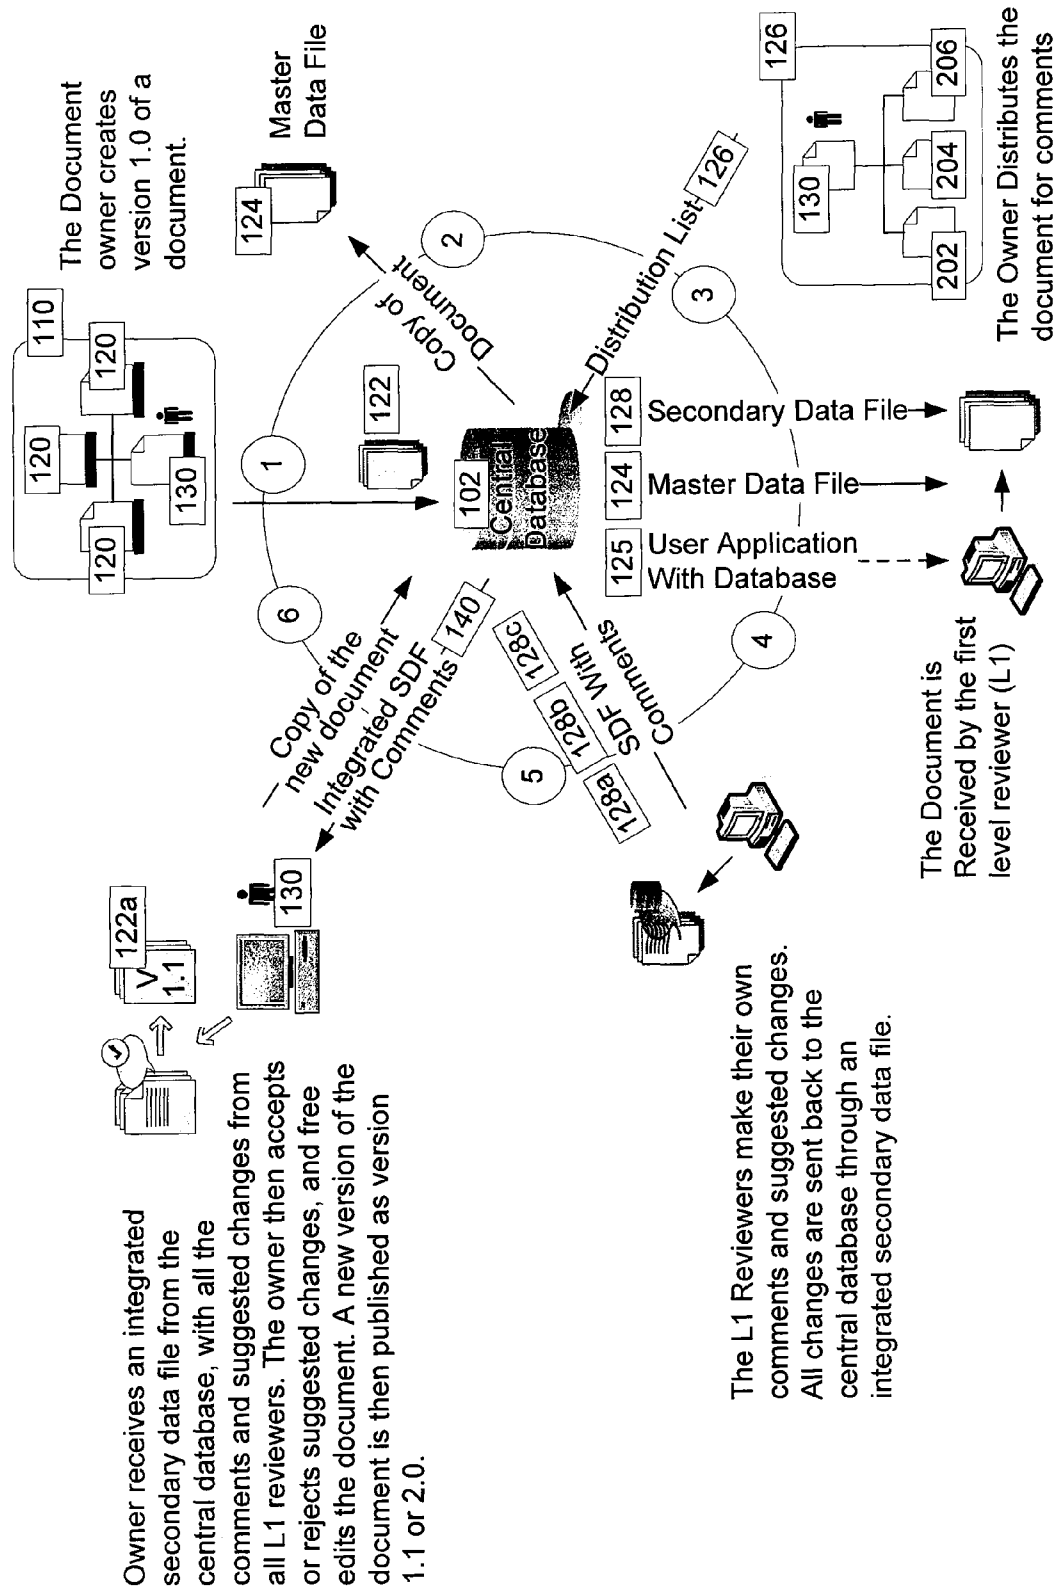 110
120
120
120
130
The Document
owner creates
version 1.0 of a
document.
1
122
102
Central
Database
Copy of
Document
124
Master
Data File
2
Distribution List
126
3
126
130
202
204
206
The Owner Distributes the
document for comments
128
Secondary Data File
124
Master Data File
125
User Application
With Database
The Document is
Received by the first
level reviewer (L1)
4
128a
128b
128c
SDF With
Comments
The L1 Reviewers make their own
comments and suggested changes.
All changes are sent back to the
central database through an
integrated secondary data file.
5
Copy of the
new document
Integrated SDF
with Comments
140
6
130
122a
V
1.1
Owner receives an integrated
secondary data file from the
central database, with all the
comments and suggested changes from
all L1 reviewers. The owner then accepts
or rejects suggested changes, and free
edits the document. A new version of the
document is then published as version
1.1 or 2.0.